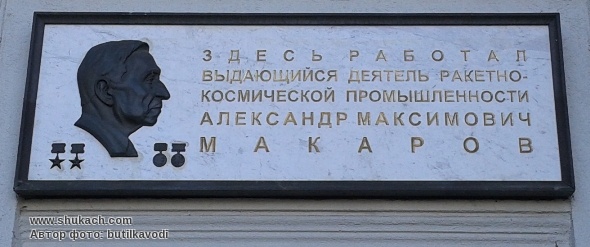 ЗДЕСЬ РАБОТАЛ
ВЫДАЮЩИЙСЯ ДЕЯТЕЛЬ РАКЕТНО-
КОСМИЧЕСКОЙ ПРОМЫШЛЕННОСТИ
АЛЕКСАНДР МАКСИМОВИЧ
МАКАРОВ
www.shukach.com
Автор фото: butilkavodi